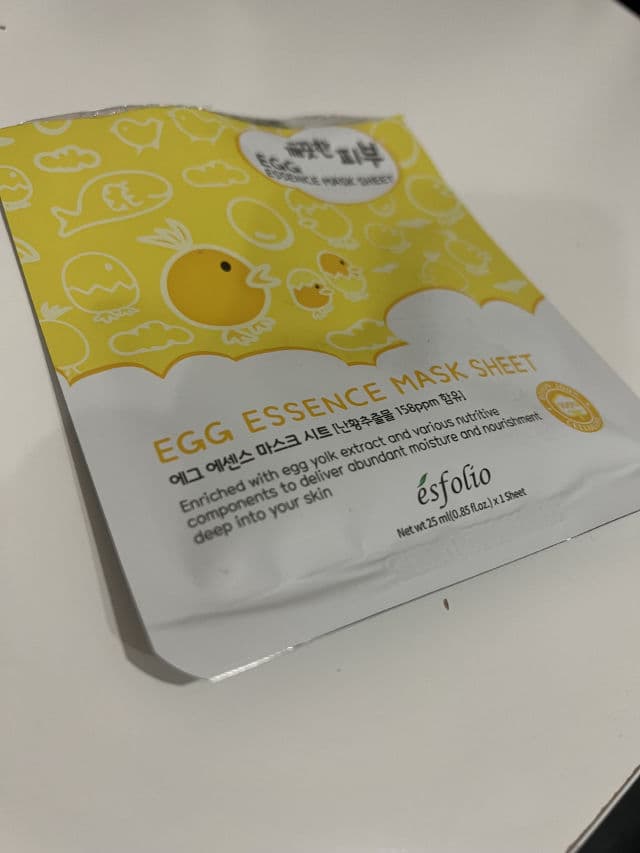 피부
EGG
ESSENCE MASK SHEET
EGG ESSENCE MASK SHEET
에그 에센스 마스크 시트 [난황추출물 158ppm 함유]
Enriched with egg yolk extract and various nutritive
components to deliver abundant moisture and nourishment
deep into your skin
ésfolio
Net wt 25 ml(0.85 fl.oz.) x 1 Sheet